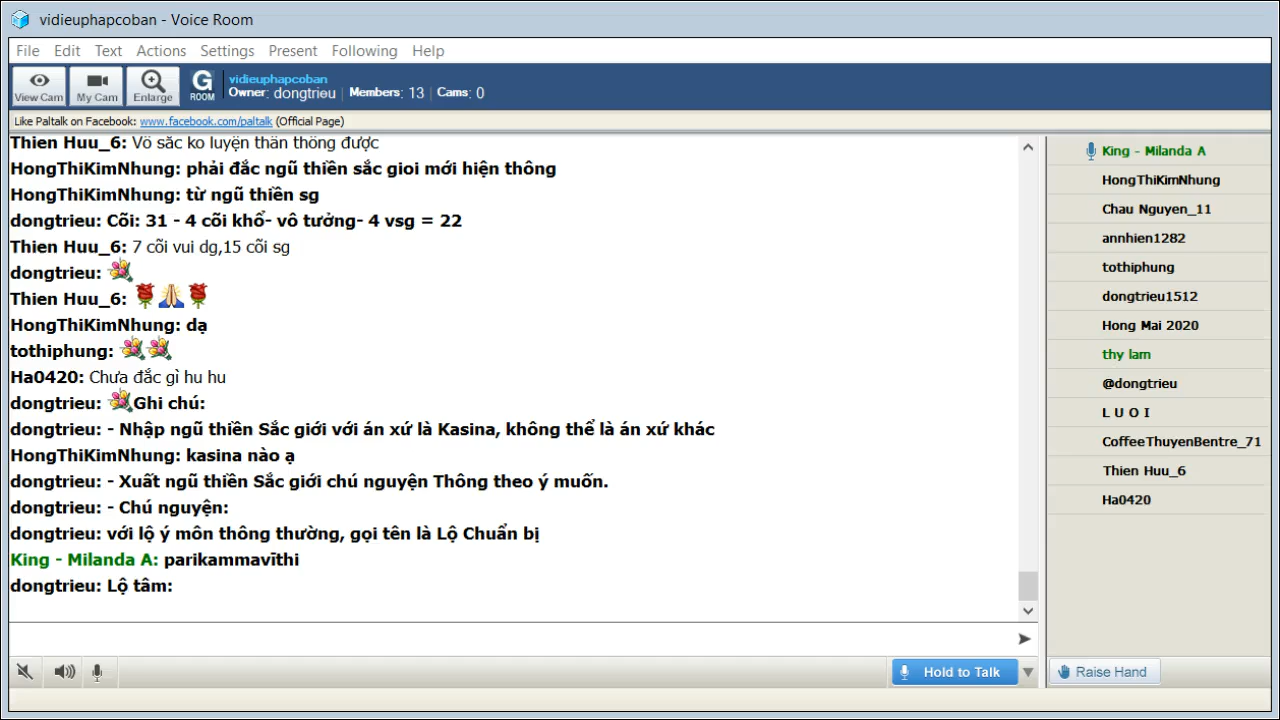 vidieuphapcoban - Voice Room
File Edit Text Actions Settings Present Following Help
View Cam My Cam Enlarge G ROOM
vidieuphapcoban
Owner: dongtrieu | Members: 13 | Cams: 0
Like Paltalk on Facebook: www.facebook.com/paltalk (Official Page)
Thien Huu_6: Vô sắc ko luyện thân thông được
HongThiKimNhung: phải đắc ngũ thiền sắc gioi mới hiện thông
HongThiKimNhung: từ ngũ thiền sg
dongtrieu: Cõi: 31 - 4 cõi khổ- vô tưởng- 4 vsg = 22
Thien Huu_6: 7 cõi vui dg,15 cõi sg
dongtrieu:
Thien Huu_6:
HongThiKimNhung: dạ
tothiphung:
Ha0420: Chưa đắc gì hu hu
dongtrieu: Ghi chú:
dongtrieu: - Nhập ngũ thiền Sắc giới với án xứ là Kasina, không thể là án xứ khác
HongThiKimNhung: kasina nào ạ
dongtrieu: - Xuất ngũ thiền Sắc giới chú nguyện Thông theo ý muốn.
dongtrieu: - Chú nguyện:
dongtrieu: với lộ ý môn thông thường, gọi tên là Lộ Chuẩn bị
King - Milanda A: parikammavīthi
dongtrieu: Lộ tâm:
Hold to Talk
King - Milanda A
HongThiKimNhung
Chau Nguyen_11
annhien1282
tothiphung
dongtrieu1512
Hong Mai 2020
thy lam
@dongtrieu
L U O I
CoffeeThuyenBentre_71
Thien Huu_6
Ha0420
Raise Hand